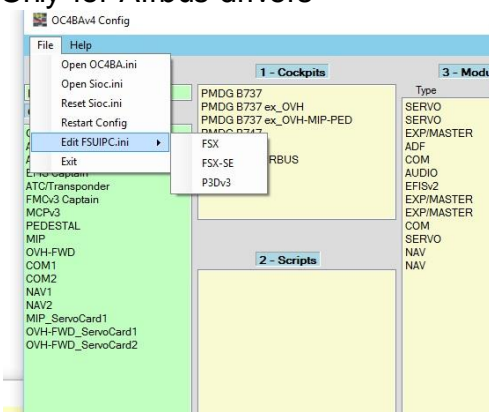 Only for Airbus drivers
OC4BAv4 Config
File Help
Open OC4BA.ini
Open Sioc.ini
Reset Sioc.ini
Restart Config
Edit FSUIPC.ini
Exit
FSX
FSX-SE
P3Dv3
EFIS Captain
ATC/Transponder
FMCv3 Captain
MCPv3
PEDESTAL
MIP
OVH-FWD
COM1
COM2
NAV1
NAV2
MIP_ServoCard1
OVH-FWD_ServoCard1
OVH-FWD_ServoCard2
1 - Cockpits
PMDG B737
PMDG B737 ex_OVH
PMDG B737 ex_OVH-MIP-PED
PMDG B747
RBUS
2 - Scripts
3 - Modu
Type
SERVO
SERVO
EXP/MASTER
ADF
COM
AUDIO
EFISv2
EXP/MASTER
EXP/MASTER
COM
SERVO
NAV
NAV